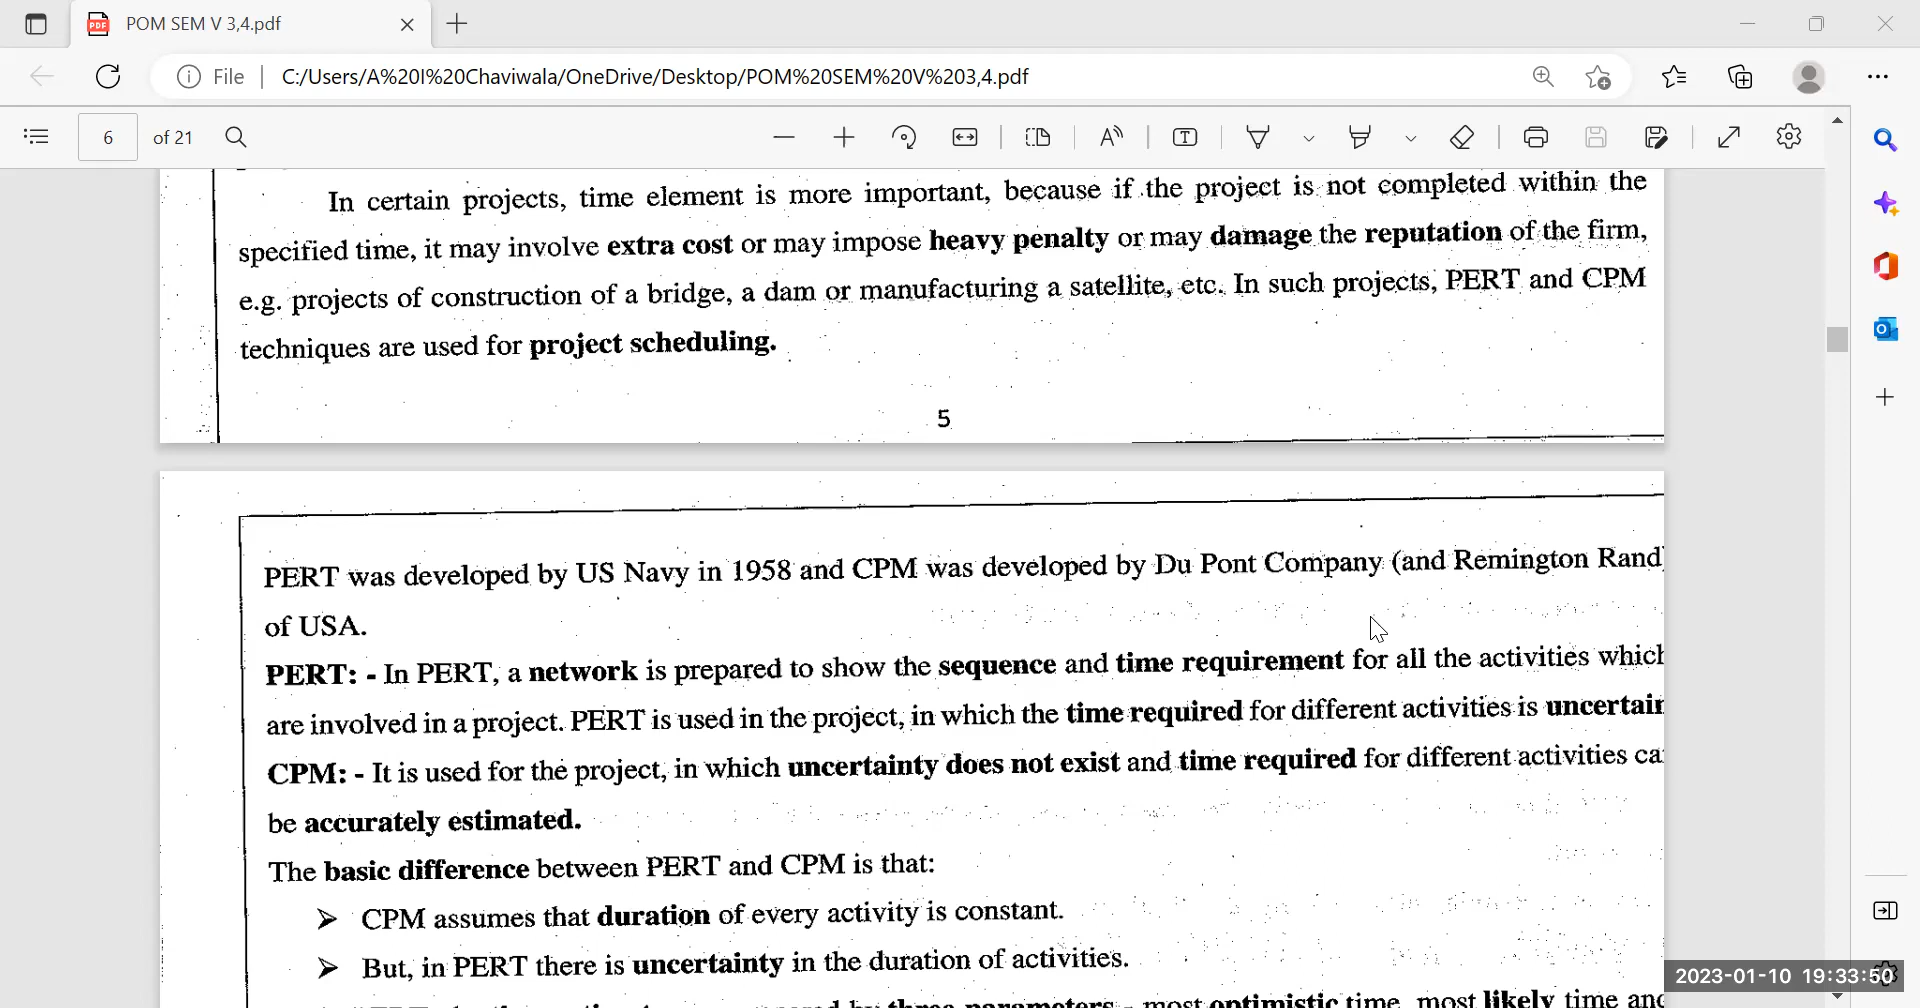 POM SEM V 3,4.pdf
File C:/Users/A%20I%20Chaviwala/OneDrive/Desktop/POM%20SEM%20V%203,4.pdf
6 of 21
In certain projects, time element is more important, because if the project is not completed within the
specified time, it may involve extra cost or may impose heavy penalty or may damage the reputation of the firm,
e.g. projects of construction of a bridge, a dam or manufacturing a satellite, etc. In such projects, PERT and CPM
techniques are used for project scheduling.
5
PERT was developed by US Navy in 1958 and CPM was developed by Du Pont Company (and Remington Rand
of USA.
PERT: - In PERT, a network is prepared to show the sequence and time requirement for all the activities which
are involved in a project. PERT is used in the project, in which the time required for different activities is uncertain
CPM: - It is used for the project, in which uncertainty does not exist and time required for different activities ca
be accurately estimated.
The basic difference between PERT and CPM is that:
➢ CPM assumes that duration of every activity is constant.
➢ But, in PERT there is uncertainty in the duration of activities.
three parameters - most optimistic time, most likely time and
2023-01-10 19:33:50